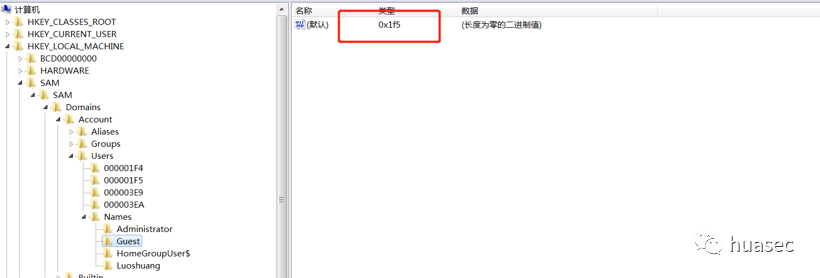 计算机
HKEY_CLASSES_ROOT
HKEY_CURRENT_USER
HKEY_LOCAL_MACHINE
BCD00000000
HARDWARE
SAM
SAM
Domains
Account
Aliases
Groups
Users
000001F4
000001F5
000003E9
000003EA
Names
Administrator
Guest
HomeGroupUser$
Luoshuang
Builtin
名称 类型 数据
(默认) 0x1f5 (长度为零的二进制值)
huasec